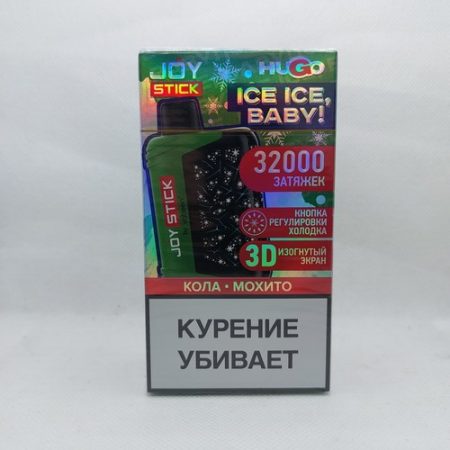 JOY
STICK
HUGO
ICE ICE,
BABY!
32000
ЗАТЯЖЕК
КНОПКА
РЕГУЛИРОВКИ
ХОЛОДКА
3D ИЗОГНУТЫЙ
ЭКРАН
JOY STICK
КОЛА • МОХИТО
КУРЕНИЕ
УБИВАЕТ